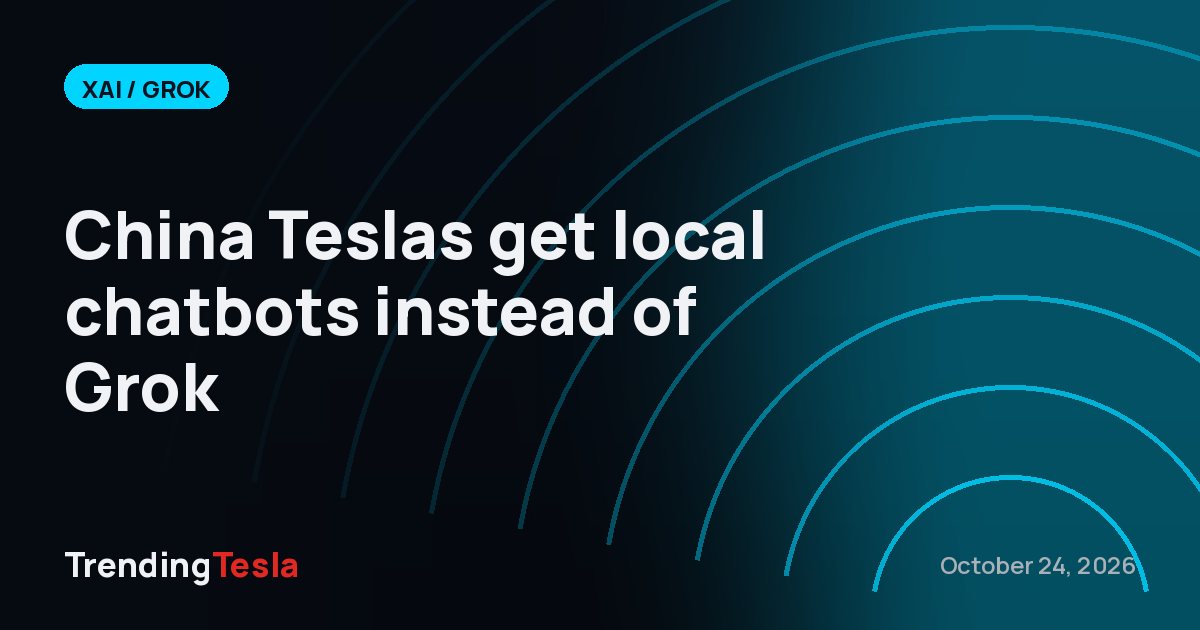 XAI / GROK
China Teslas get local
chatbots instead of
Grok
TrendingTesla
October 24, 2026